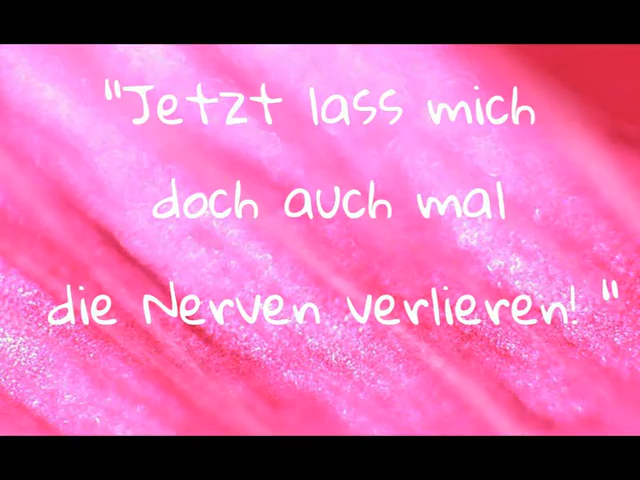 "Jetzt lass mich
doch auch mal
die Nerven verlieren! "